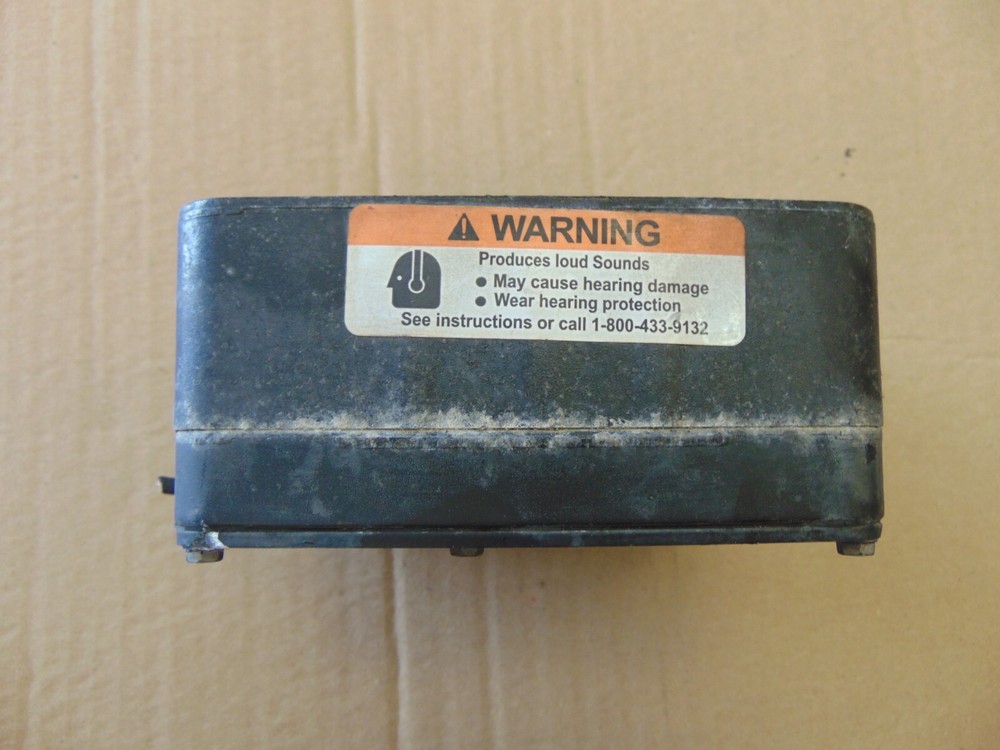 WARNING
Produces loud Sounds
● May cause hearing damage
● Wear hearing protection
See instructions or call 1-800-433-9132